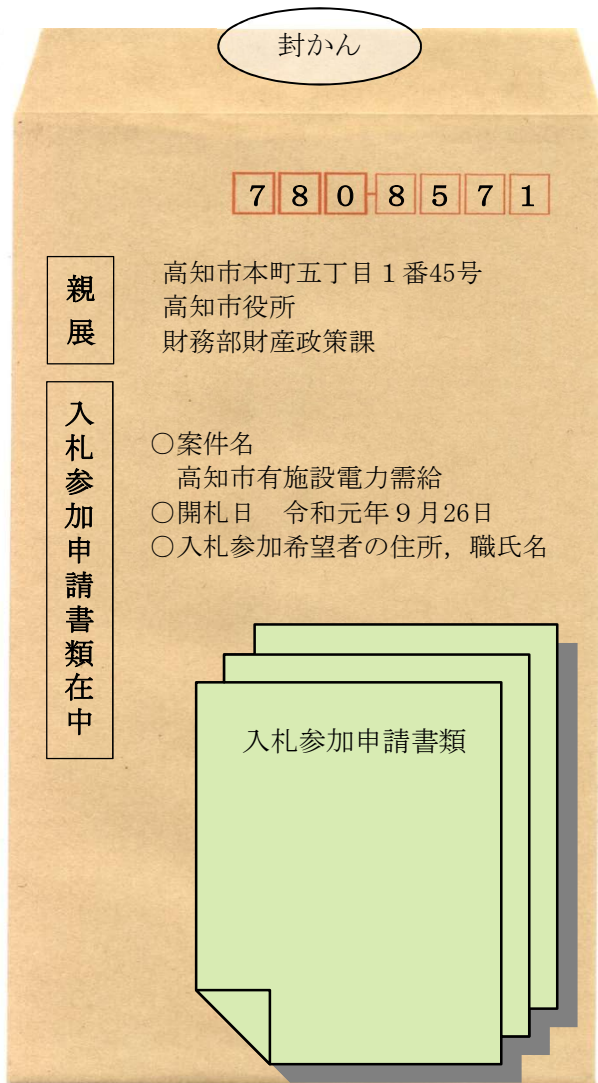 封かん
780-8571
親展
高知市本町五丁目１番45号
高知市役所
財務部財産政策課
入札参加申請書類在中
○案件名
高知市有施設電力需給
○開札日　令和元年９月26日
○入札参加希望者の住所，職氏名
入札参加申請書類